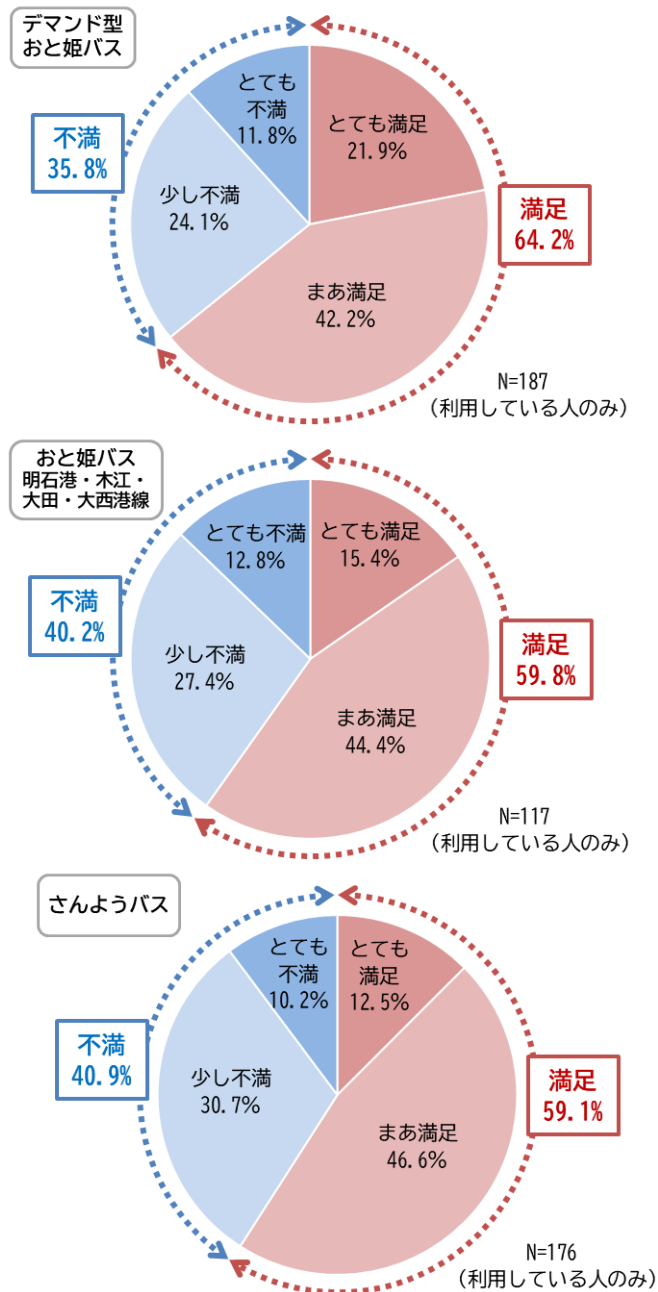 デマンド型
おと姫バス
とても
不満
11.8%
とても満足
21.9%
不満
35.8%
少し不満
24.1%
満足
64.2%
まあ満足
42.2%
N=187
(利用している人のみ)
おと姫バス
明石港・木江・
大田・大西港線
とても不満
12.8%
とても満足
15.4%
不満
40.2%
少し不満
27.4%
満足
59.8%
まあ満足
44.4%
N=117
(利用している人のみ)
さんようバス
とても
不満
10.2%
とても
満足
12.5%
不満
40.9%
少し不満
30.7%
満足
59.1%
まあ満足
46.6%
N=176
(利用している人のみ)